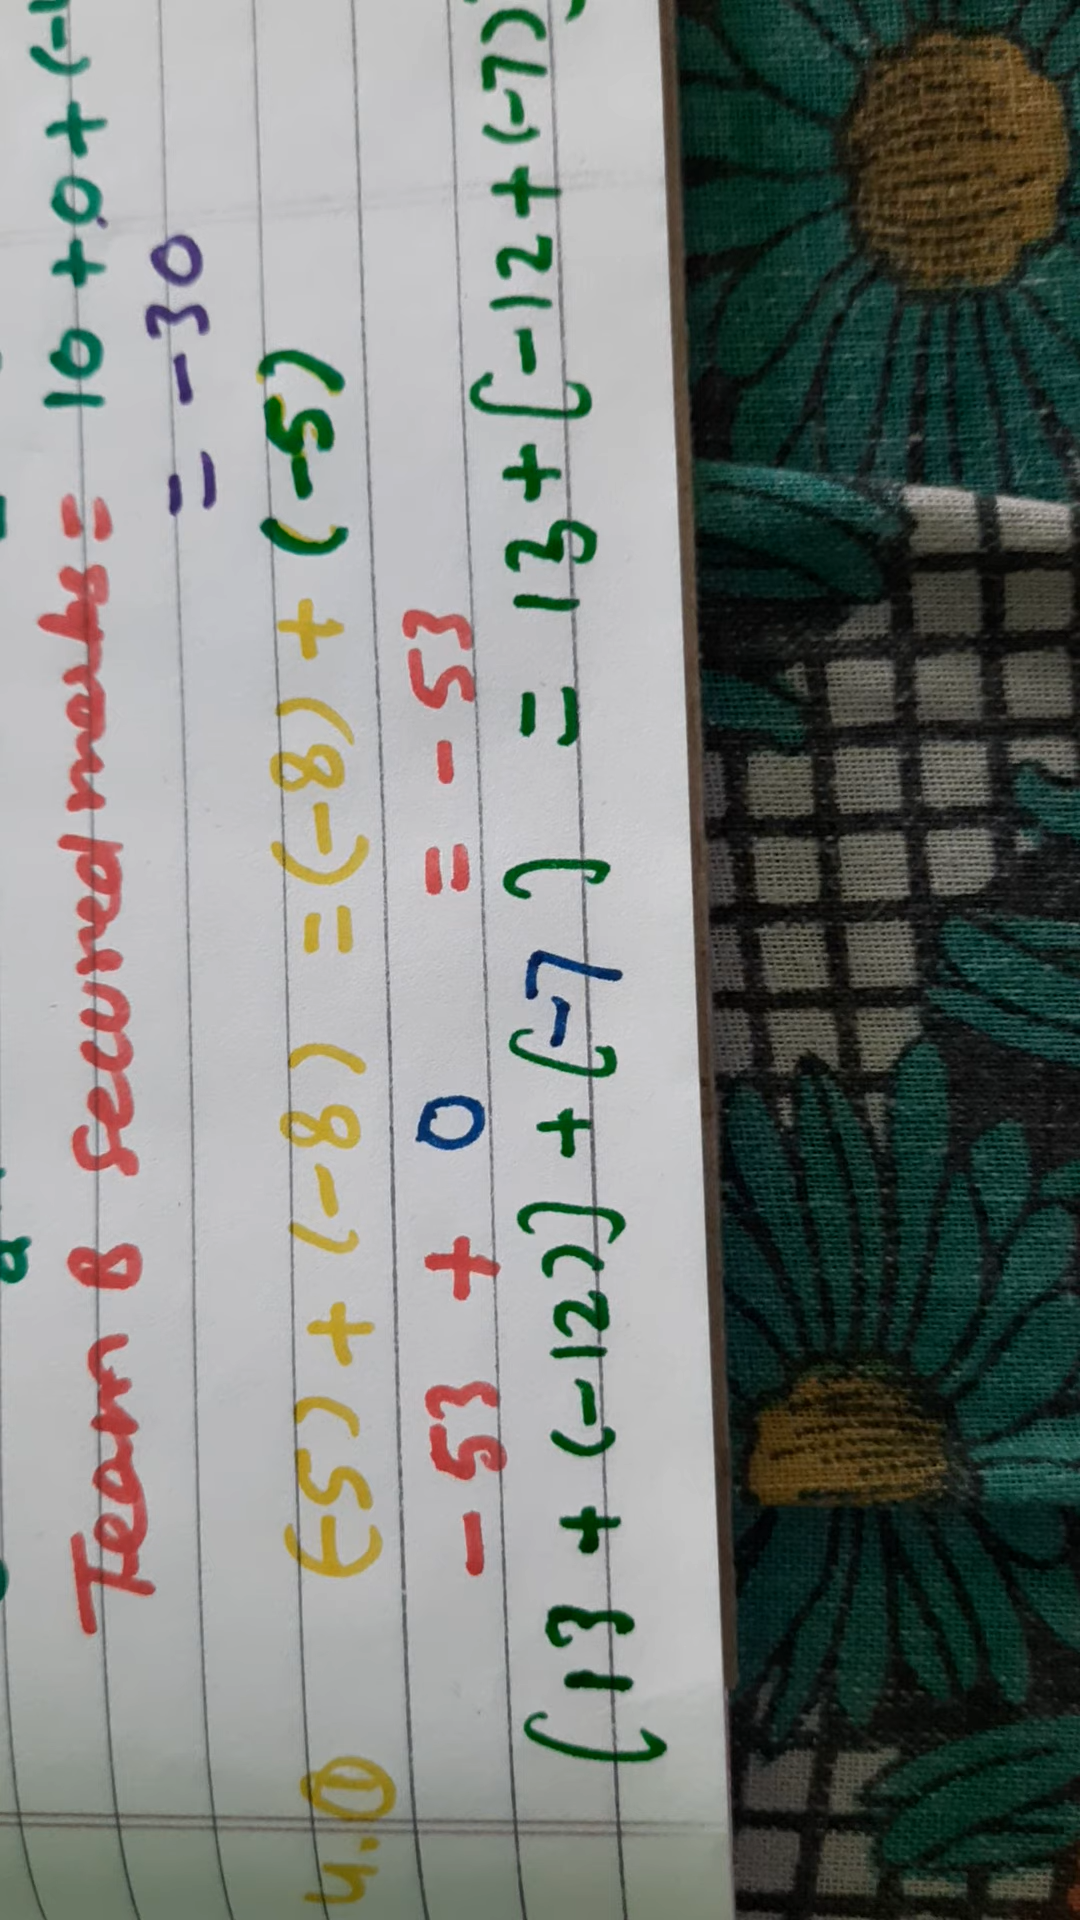 Team B secured marks = 10 + 0 + (-
= -30
4. ① (-5) + (-8) = (-8) + (-5)
-53 + 0 = -53
[13 + (-12)] + (-7) = 13 + [-12 + (-7)]